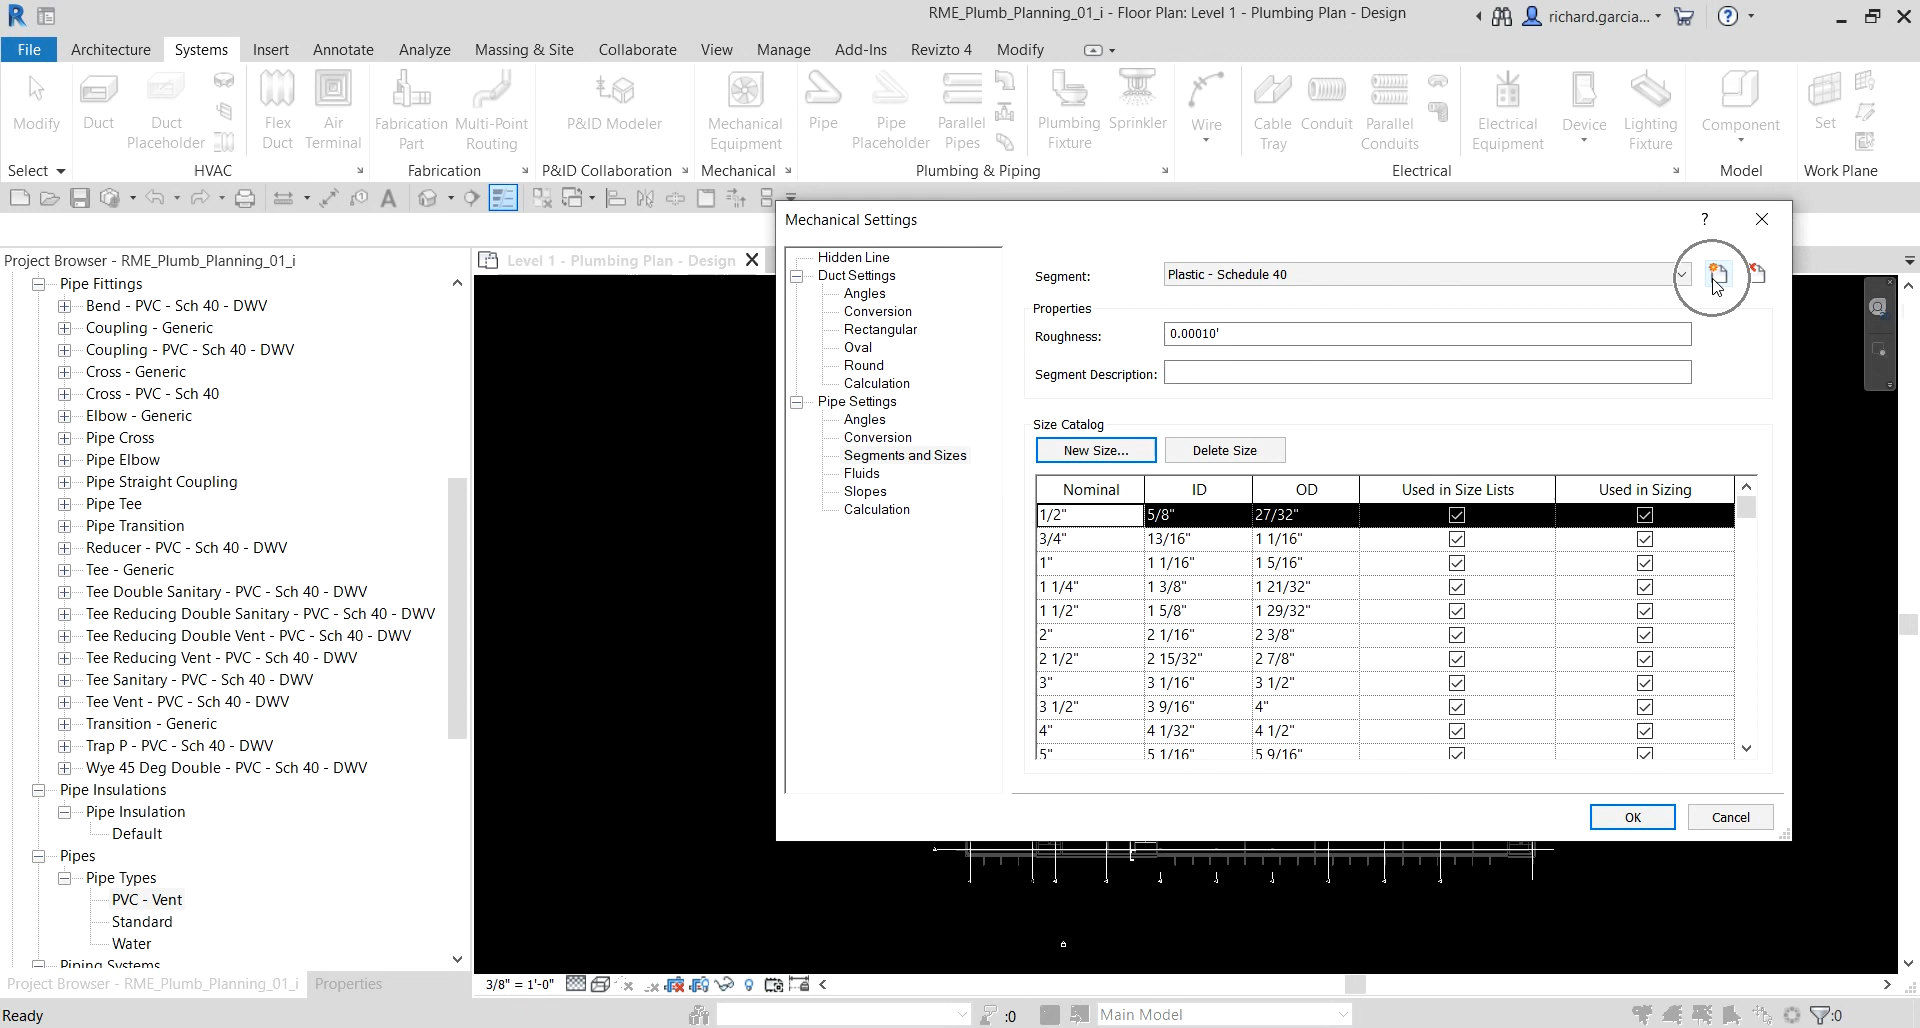 RME_Plumb_Planning_01_i - Floor Plan: Level 1 - Plumbing Plan - Design
richard.garcia...
File Architecture Systems Insert Annotate Analyze Massing & Site Collaborate View Manage Add-Ins Revizto 4 Modify
Modify
Duct
Duct Placeholder
Flex Duct
Air Terminal
Fabrication Part
Multi-Point Routing
P&ID Modeler
Mechanical Equipment
Pipe
Pipe Placeholder
Parallel Pipes
Plumbing Fixture
Sprinkler
Wire
Cable Tray
Conduit
Parallel Conduits
Electrical Equipment
Device
Lighting Fixture
Component
Set
Select HVAC Fabrication P&ID Collaboration Mechanical Plumbing & Piping Electrical Model Work Plane
Project Browser - RME_Plumb_Planning_01_i
Pipe Fittings
Bend - PVC - Sch 40 - DWV
Coupling - Generic
Coupling - PVC - Sch 40 - DWV
Cross - Generic
Cross - PVC - Sch 40
Elbow - Generic
Pipe Cross
Pipe Elbow
Pipe Straight Coupling
Pipe Tee
Pipe Transition
Reducer - PVC - Sch 40 - DWV
Tee - Generic
Tee Double Sanitary - PVC - Sch 40 - DWV
Tee Reducing Double Sanitary - PVC - Sch 40 - DWV
Tee Reducing Double Vent - PVC - Sch 40 - DWV
Tee Reducing Vent - PVC - Sch 40 - DWV
Tee Sanitary - PVC - Sch 40 - DWV
Tee Vent - PVC - Sch 40 - DWV
Transition - Generic
Trap P - PVC - Sch 40 - DWV
Wye 45 Deg Double - PVC - Sch 40 - DWV
Pipe Insulations
Pipe Insulation
Default
Pipes
Pipe Types
PVC - Vent
Standard
Water
Piping Systems
Project Browser - RME_Plumb_Planning_01_i Properties
Level 1 - Plumbing Plan - Design
Mechanical Settings
?
Hidden Line
Duct Settings
Angles
Conversion
Rectangular
Oval
Round
Calculation
Pipe Settings
Angles
Conversion
Segments and Sizes
Fluids
Slopes
Calculation
Segment: Plastic - Schedule 40
Properties
Roughness: 0.00010'
Segment Description:
Size Catalog
New Size... Delete Size
Nominal ID OD Used in Size Lists Used in Sizing
1/2" 5/8" 27/32"
3/4" 13/16" 1 1/16"
1" 1 1/16" 1 5/16"
1 1/4" 1 3/8" 1 21/32"
1 1/2" 1 5/8" 1 29/32"
2" 2 1/16" 2 3/8"
2 1/2" 2 15/32" 2 7/8"
3" 3 1/16" 3 1/2"
3 1/2" 3 9/16" 4"
4" 4 1/32" 4 1/2"
5" 5 1/16" 5 9/16"
OK Cancel
3/8" = 1'-0"
Ready :0 Main Model :0